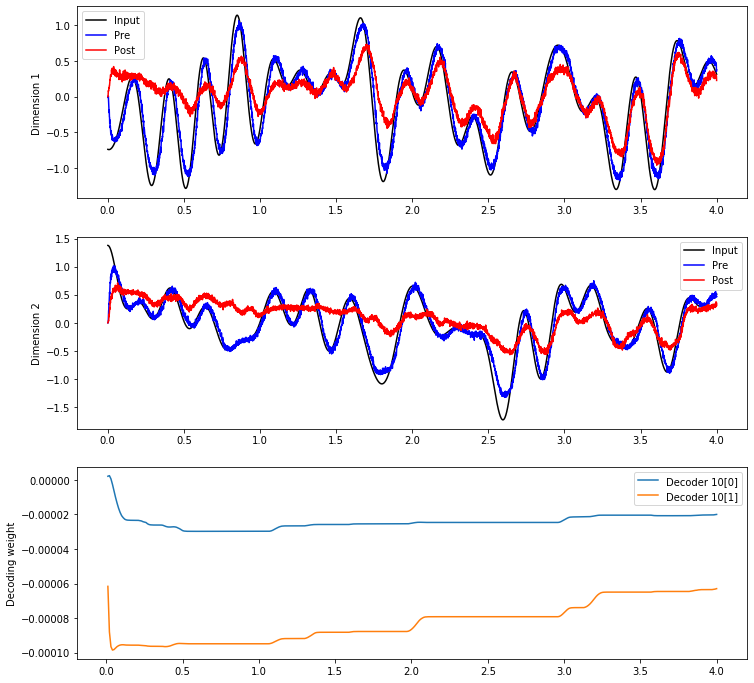 Dimension 1
1.0
0.5
0.0
−0.5
−1.0
Input
Pre
Post
0.0 0.5 1.0 1.5 2.0 2.5 3.0 3.5 4.0
Dimension 2
1.5
1.0
0.5
0.0
−0.5
−1.0
−1.5
Input
Pre
Post
0.0 0.5 1.0 1.5 2.0 2.5 3.0 3.5 4.0
Decoding weight
0.00000
−0.00002
−0.00004
−0.00006
−0.00008
−0.00010
Decoder 10[0]
Decoder 10[1]
0.0 0.5 1.0 1.5 2.0 2.5 3.0 3.5 4.0